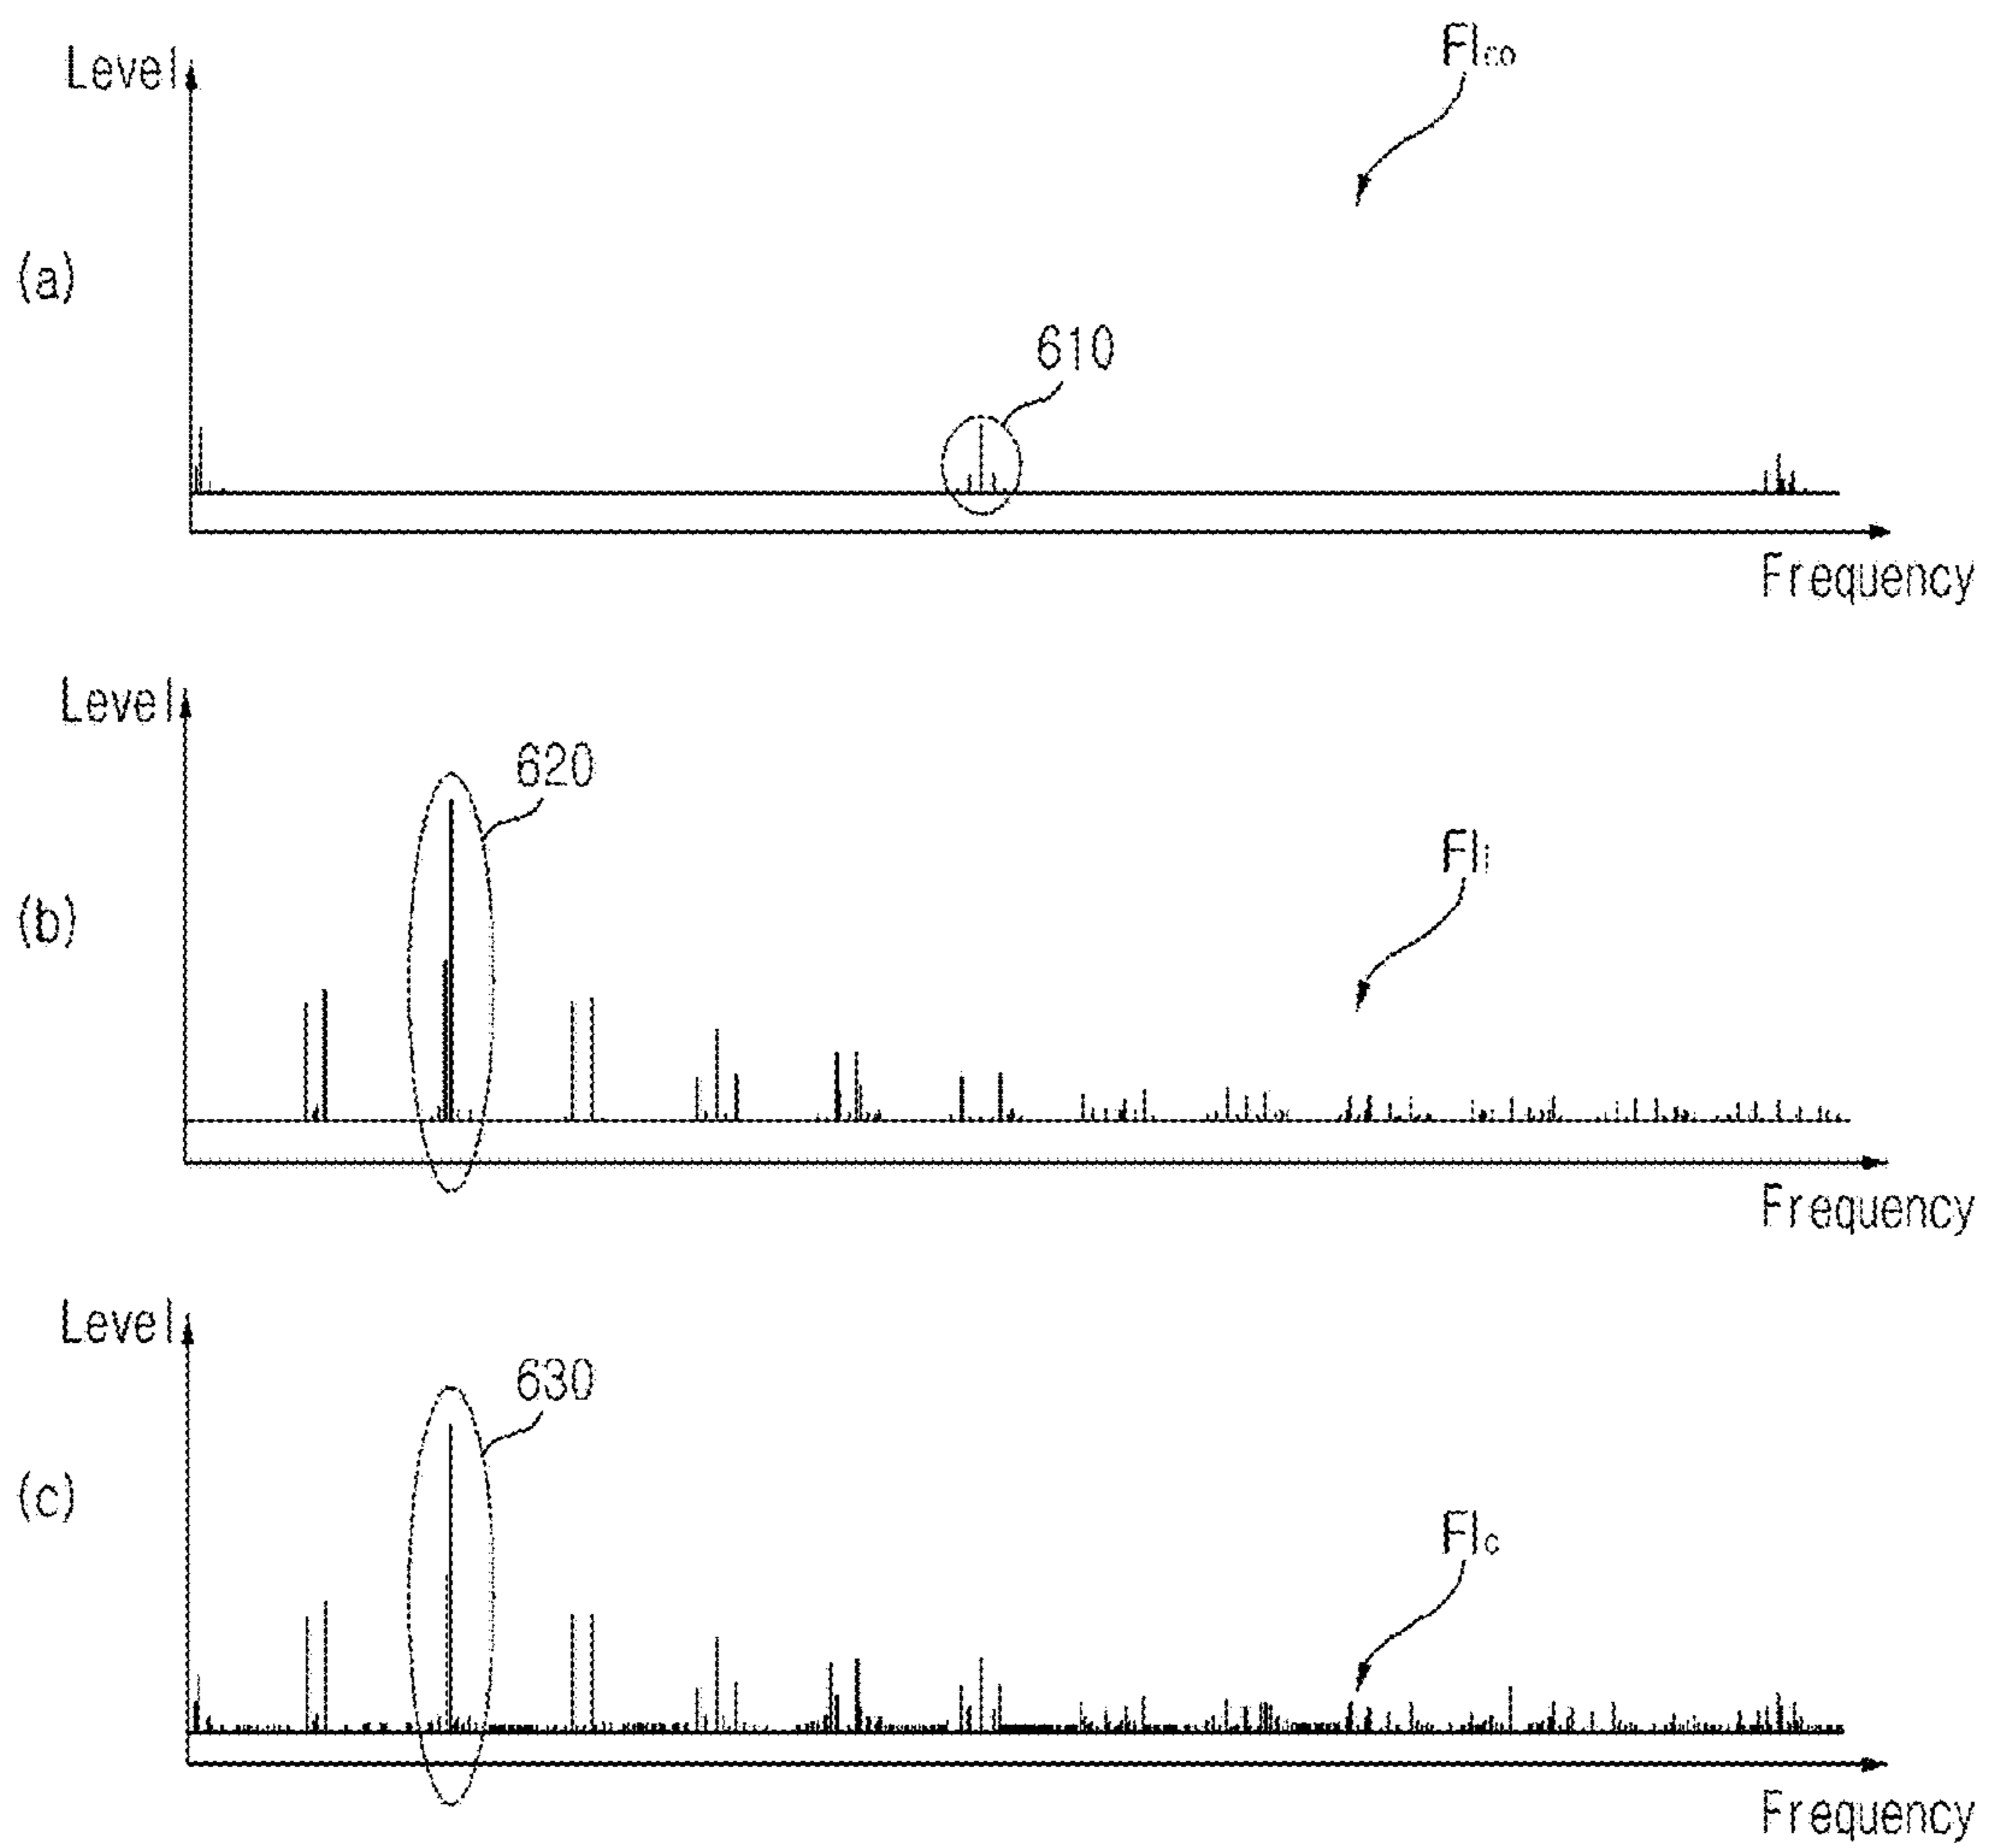 Level
FIco
(a)
610
Frequency
Level
620
FIi
(b)
Frequency
Level
630
(c)
FIc
Frequency